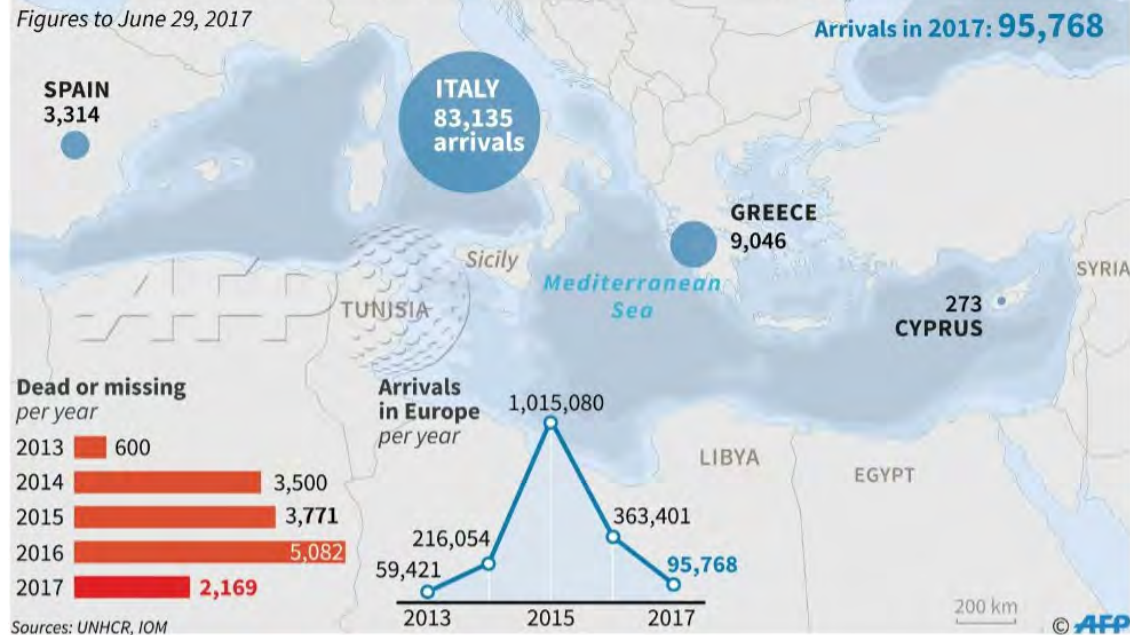 Figures to June 29, 2017
Arrivals in 2017: 95,768
SPAIN
3,314
ITALY
83,135
arrivals
GREECE
9,046
Sicily
Mediterranean
Sea
SYRIA
273
CYPRUS
AFP
TUNISIA
LIBYA
EGYPT
Dead or missing
per year
2013 600
2014 3,500
2015 3,771
2016 5,082
2017 2,169
Arrivals
in Europe
per year
1,015,080
216,054
363,401
59,421
95,768
2013 2015 2017
200 km
Sources: UNHCR, IOM
© AFP